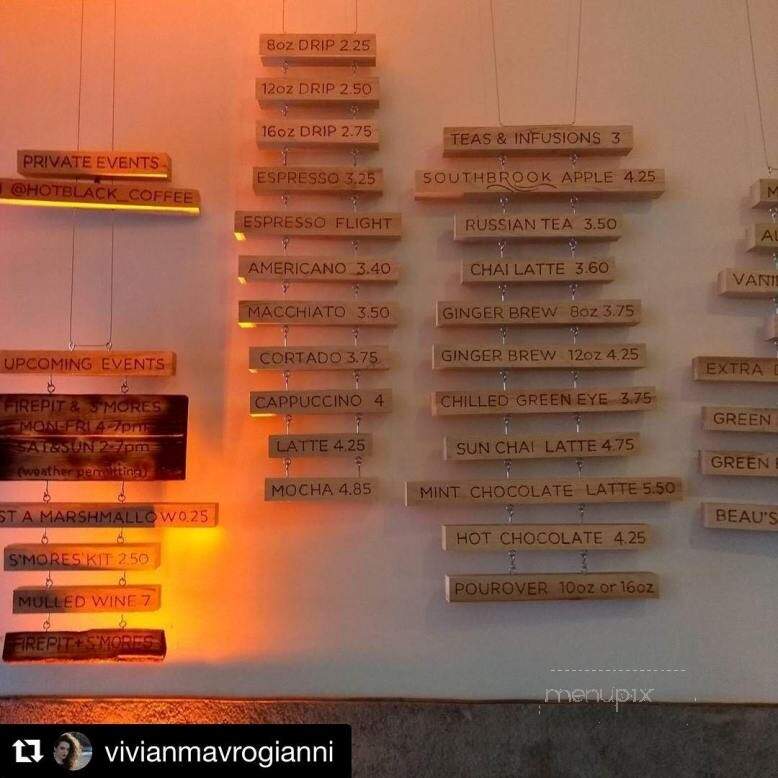 PRIVATE EVENTS
@HOTBLACK_COFFEE
UPCOMING EVENTS
FIREPIT & S'MORES
MON-FRI 4-7pm
SAT&SUN 2-7pm
(weather permitting)
A MARSHMALLOW 0.25
S'MORES KIT 2.50
MULLED WINE 7
FIREPIT+S'MORES
8oz DRIP 2.25
12oz DRIP 2.50
16oz DRIP 2.75
ESPRESSO 3.25
ESPRESSO FLIGHT
AMERICANO 3.40
MACCHIATO 3.50
CORTADO 3.75
CAPPUCCINO 4
LATTE 4.25
MOCHA 4.85
TEAS & INFUSIONS 3
SOUTHBROOK APPLE 4.25
RUSSIAN TEA 3.50
CHAI LATTE 3.60
GINGER BREW 8oz 3.75
GINGER BREW 12oz 4.25
CHILLED GREEN EYE 3.75
SUN CHAI LATTE 4.75
MINT CHOCOLATE LATTE 5.50
HOT CHOCOLATE 4.25
POUROVER 10oz or 16oz
EXTRA
GREEN
GREEN
BEAU'S
menupix
vivianmavrogianni